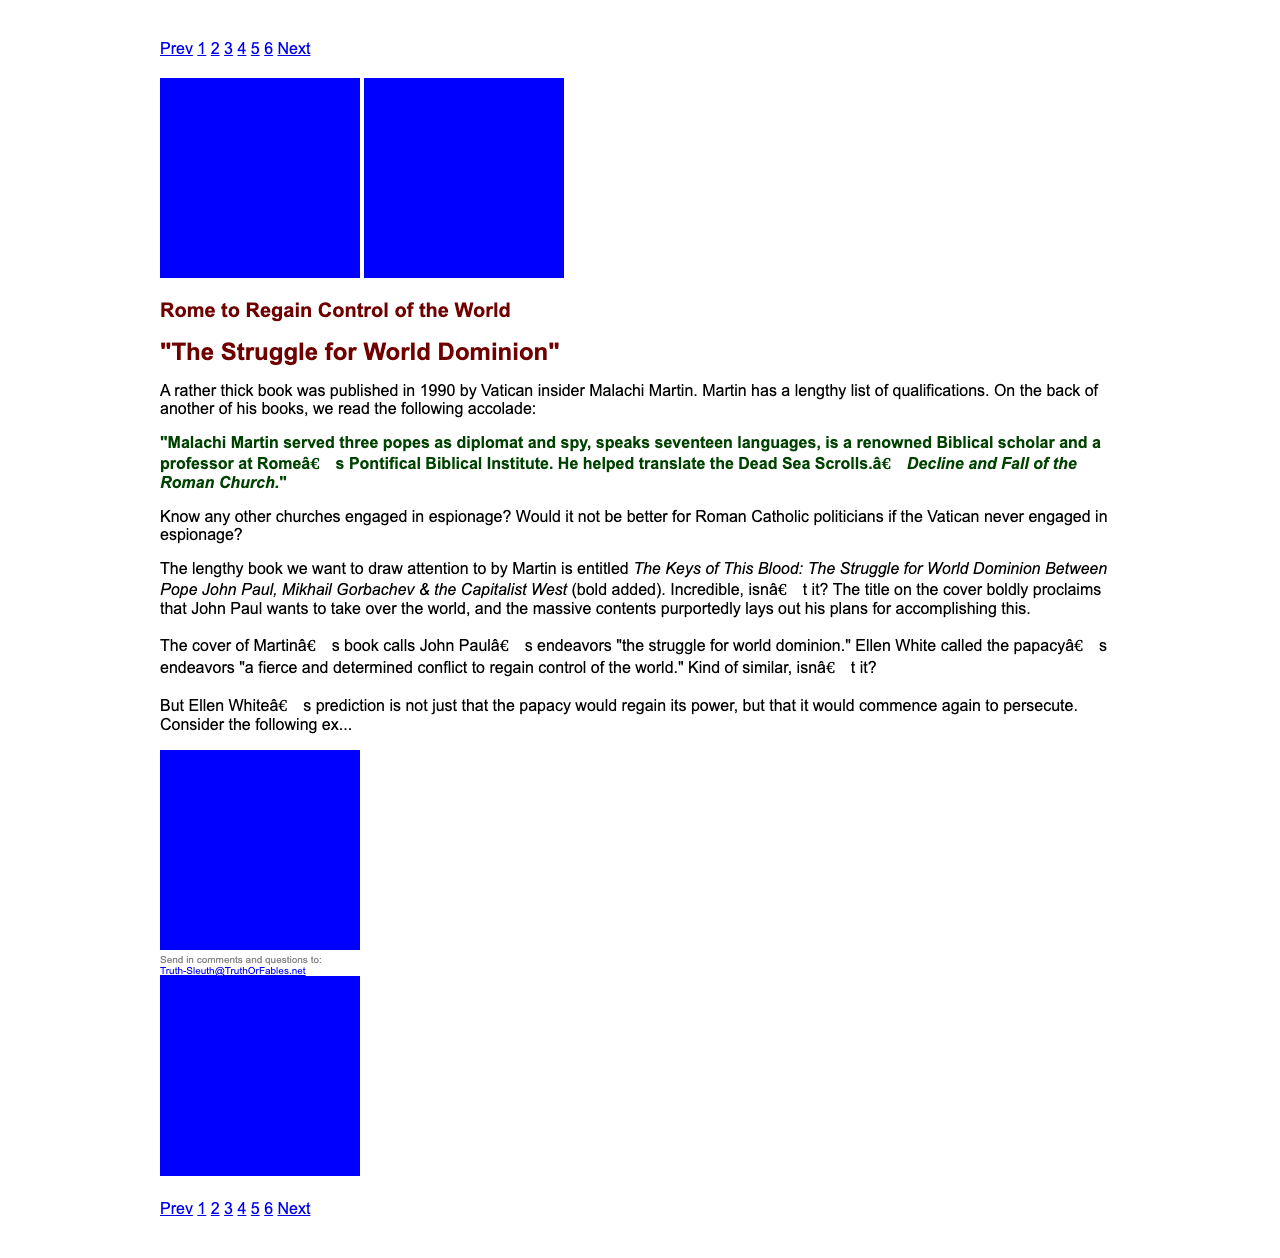 Prev 1 2 3 4 5 6 Next
Rome to Regain Control of the World
"The Struggle for World Dominion"
A rather thick book was published in 1990 by Vatican insider Malachi Martin. Martin has a lengthy list of qualifications. On the back of
another of his books, we read the following accolade:
"Malachi Martin served three popes as diplomat and spy, speaks seventeen languages, is a renowned Biblical scholar and a
professor at Romeâ€ s Pontifical Biblical Institute. He helped translate the Dead Sea Scrolls.â€ Decline and Fall of the
Roman Church."
Know any other churches engaged in espionage? Would it not be better for Roman Catholic politicians if the Vatican never engaged in
espionage?
The lengthy book we want to draw attention to by Martin is entitled The Keys of This Blood: The Struggle for World Dominion Between
Pope John Paul, Mikhail Gorbachev & the Capitalist West (bold added). Incredible, isnâ€ t it? The title on the cover boldly proclaims
that John Paul wants to take over the world, and the massive contents purportedly lays out his plans for accomplishing this.
The cover of Martinâ€ s book calls John Paulâ€ s endeavors "the struggle for world dominion." Ellen White called the papacyâ€ s
endeavors "a fierce and determined conflict to regain control of the world." Kind of similar, isnâ€ t it?
But Ellen Whiteâ€ s prediction is not just that the papacy would regain its power, but that it would commence again to persecute.
Consider the following ex...
Send in comments and questions to:
Truth-Sleuth@TruthOrFables.net
Prev 1 2 3 4 5 6 Next